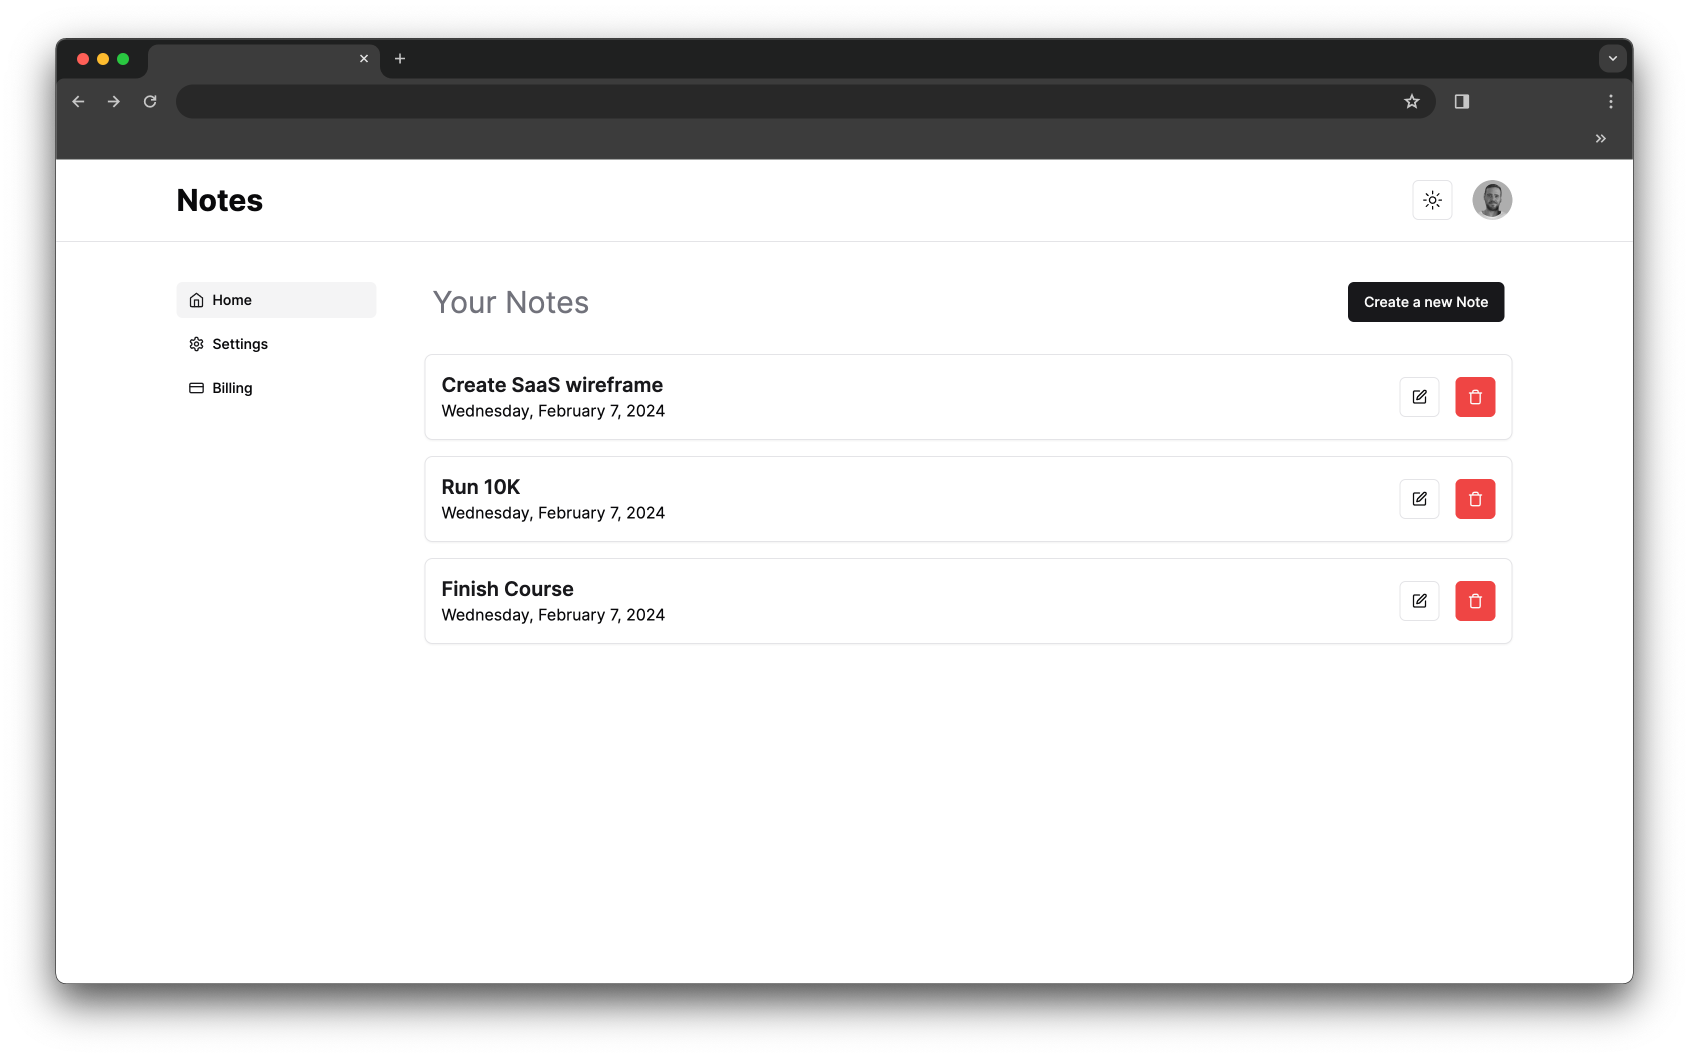 Notes
Home
Settings
Billing
Your Notes
Create a new Note
Create SaaS wireframe
Wednesday, February 7, 2024
Run 10K
Wednesday, February 7, 2024
Finish Course
Wednesday, February 7, 2024